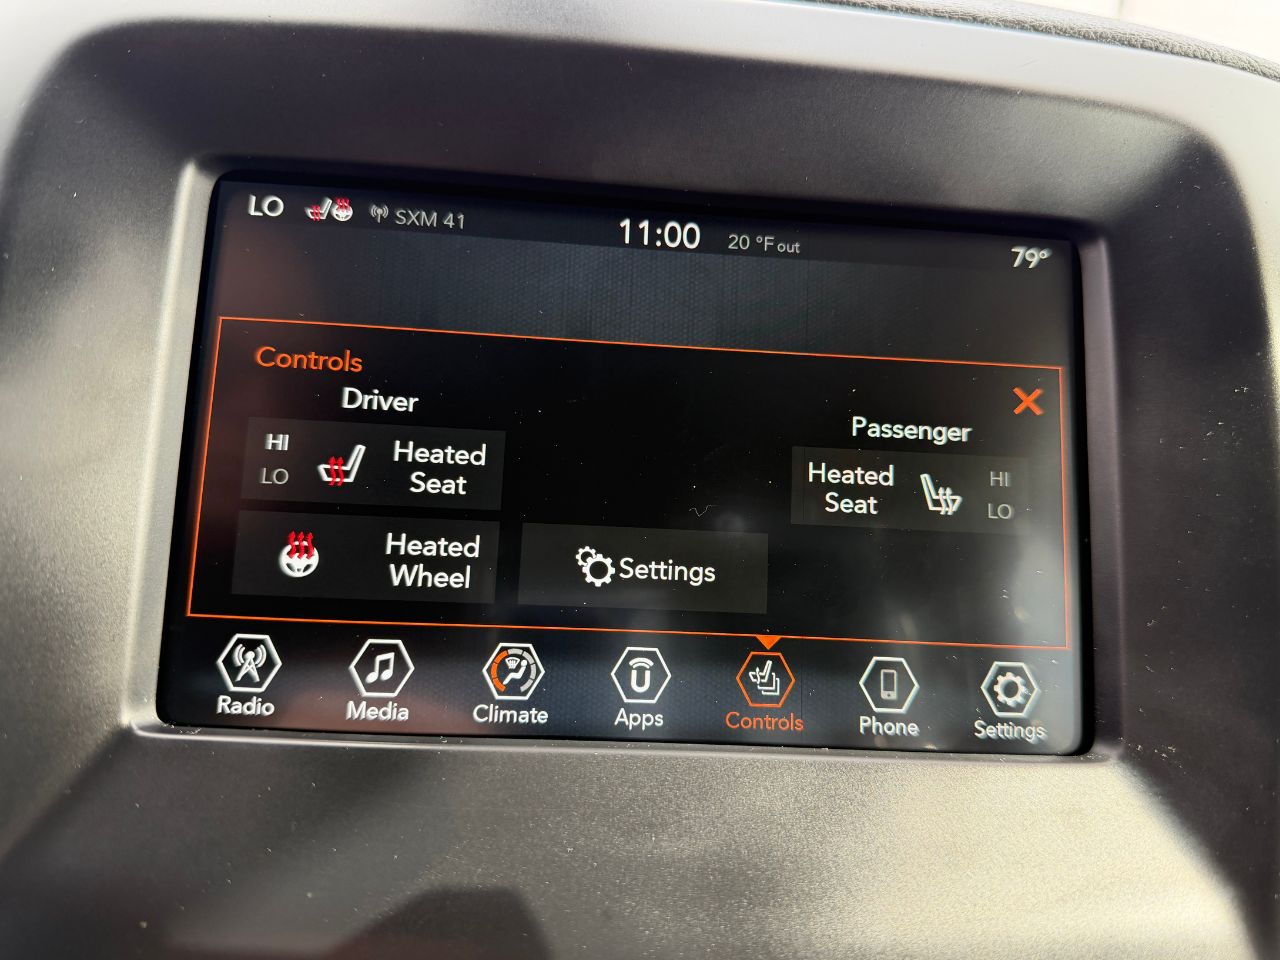 LO SXM 41 11:00 20 °F out 79°
Controls
Driver
HI
LO
Heated
Seat
Passenger
Heated
Seat
HI
LO
Heated
Wheel
Settings
Radio
Media
Climate
Apps
Controls
Phone
Settings